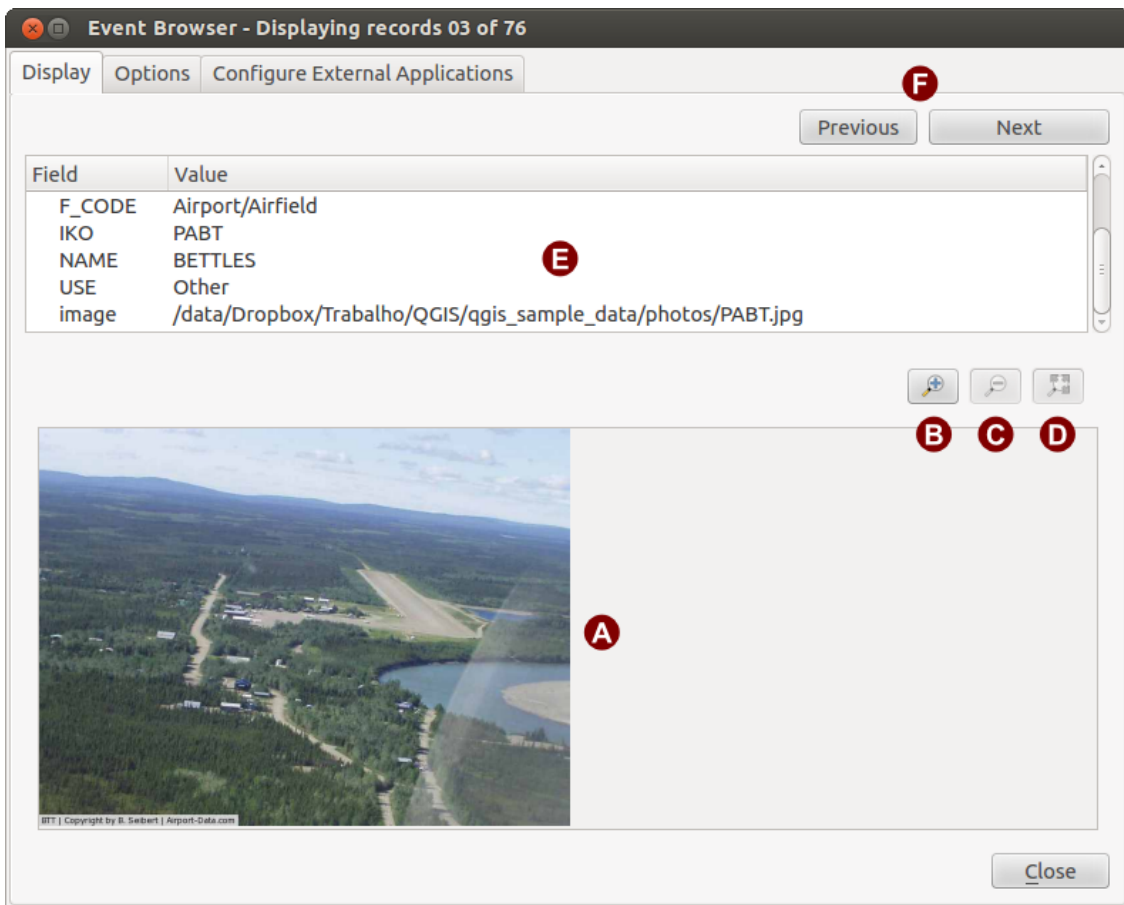 Event Browser - Displaying records 03 of 76
Display Options Configure External Applications
F
Previous Next
Field Value
F_CODE Airport/Airfield
IKO PABT
NAME BETTLES
E
USE Other
image /data/Dropbox/Trabalho/QGIS/qgis_sample_data/photos/PABT.jpg
B C D
A
BTT | Copyright by B. Seibert | Airport-Data.com
Close